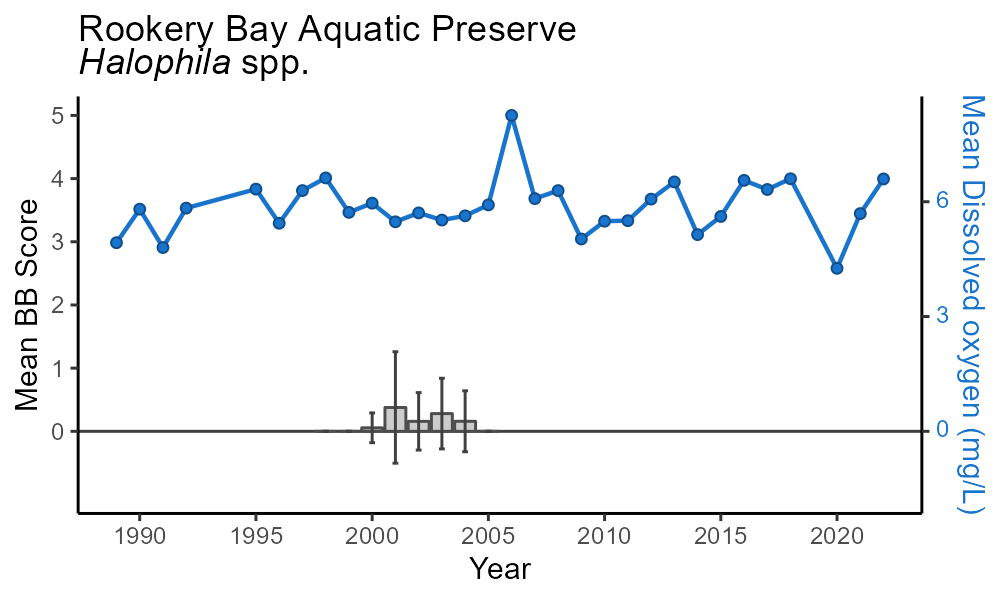 Rookery Bay Aquatic Preserve
Halophila spp.
5
4
3
2
1
0
Mean BB Score
6
3
0
Mean Dissolved oxygen (mg/L)
1990 1995 2000 2005 2010 2015 2020
Year